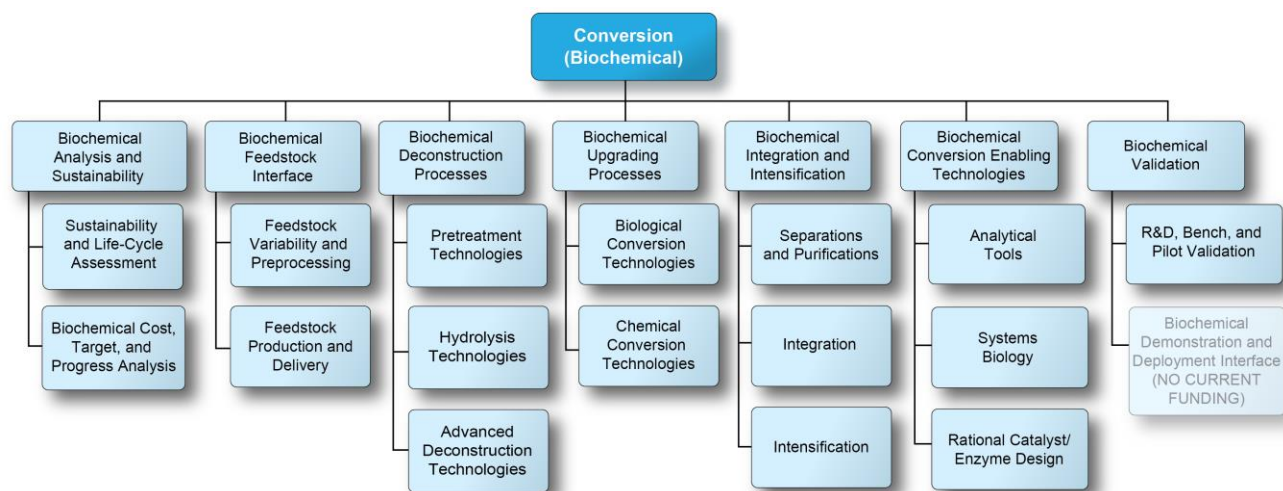 Conversion
(Biochemical)
Biochemical
Analysis and
Sustainability
Sustainability
and Life-Cycle
Assessment
Biochemical Cost,
Target, and
Progress Analysis
Biochemical
Feedstock
Interface
Feedstock
Variability and
Preprocessing
Feedstock
Production and
Delivery
Biochemical
Deconstruction
Processes
Pretreatment
Technologies
Hydrolysis
Technologies
Advanced
Deconstruction
Technologies
Biochemical
Upgrading
Processes
Biological
Conversion
Technologies
Chemical
Conversion
Technologies
Biochemical
Integration and
Intensification
Separations
and Purifications
Integration
Intensification
Biochemical
Conversion Enabling
Technologies
Analytical
Tools
Systems
Biology
Rational Catalyst/
Enzyme Design
Biochemical
Validation
R&D, Bench, and
Pilot Validation
Biochemical
Demonstration and
Deployment Interface
(NO CURRENT
FUNDING)